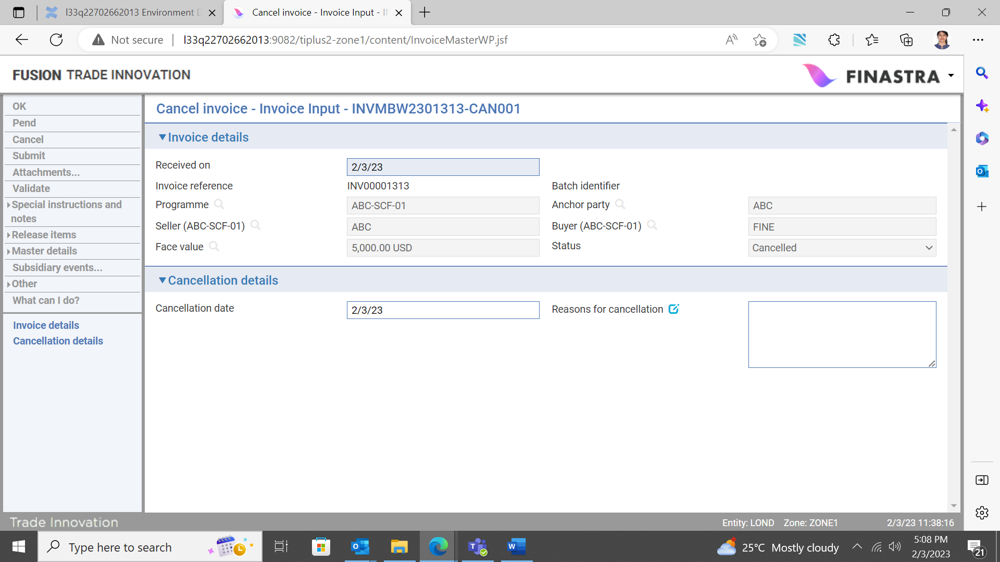 l33q22702662013 Environment D
Cancel invoice - Invoice Input - IN
Not secure
l33q22702662013:9082/tiplus2-zone1/content/InvoiceMasterWP.jsf
FUSION TRADE INNOVATION
FINASTRA
OK
Pend
Cancel
Submit
Attachments...
Validate
Special instructions and
notes
Release items
Master details
Subsidiary events...
Other
What can I do?
Invoice details
Cancellation details
Cancel invoice - Invoice Input - INVMBW2301313-CAN001
Invoice details
Received on 2/3/23
Invoice reference INV00001313 Batch identifier
Programme ABC-SCF-01 Anchor party ABC
Seller (ABC-SCF-01) ABC Buyer (ABC-SCF-01) FINE
Face value 5,000.00 USD Status Cancelled
Cancellation details
Cancellation date 2/3/23 Reasons for cancellation
Trade Innovation
Entity: LOND Zone: ZONE1 2/3/23 11:38:16
Type here to search
25°C Mostly cloudy
5:08 PM
2/3/2023
21